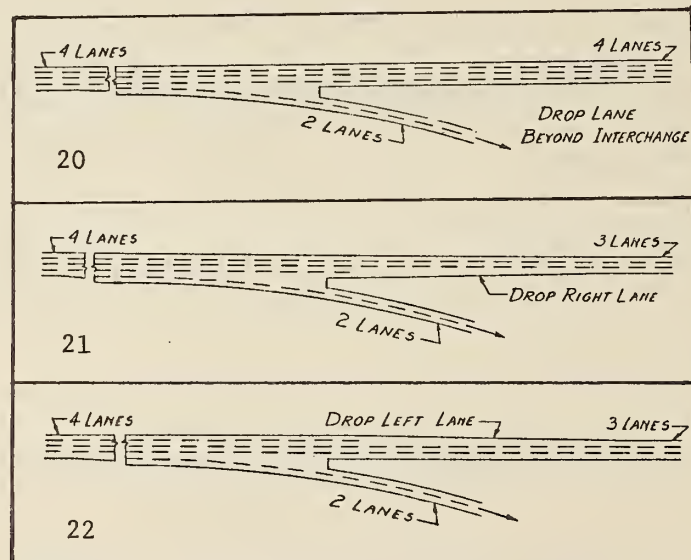 4 LANES
4 LANES
2 LANES
DROP LANE
BEYOND INTERCHANGE
20
4 LANES
3 LANES
DROP RIGHT LANE
2 LANES
21
4 LANES
DROP LEFT LANE
3 LANES
2 LANES
22